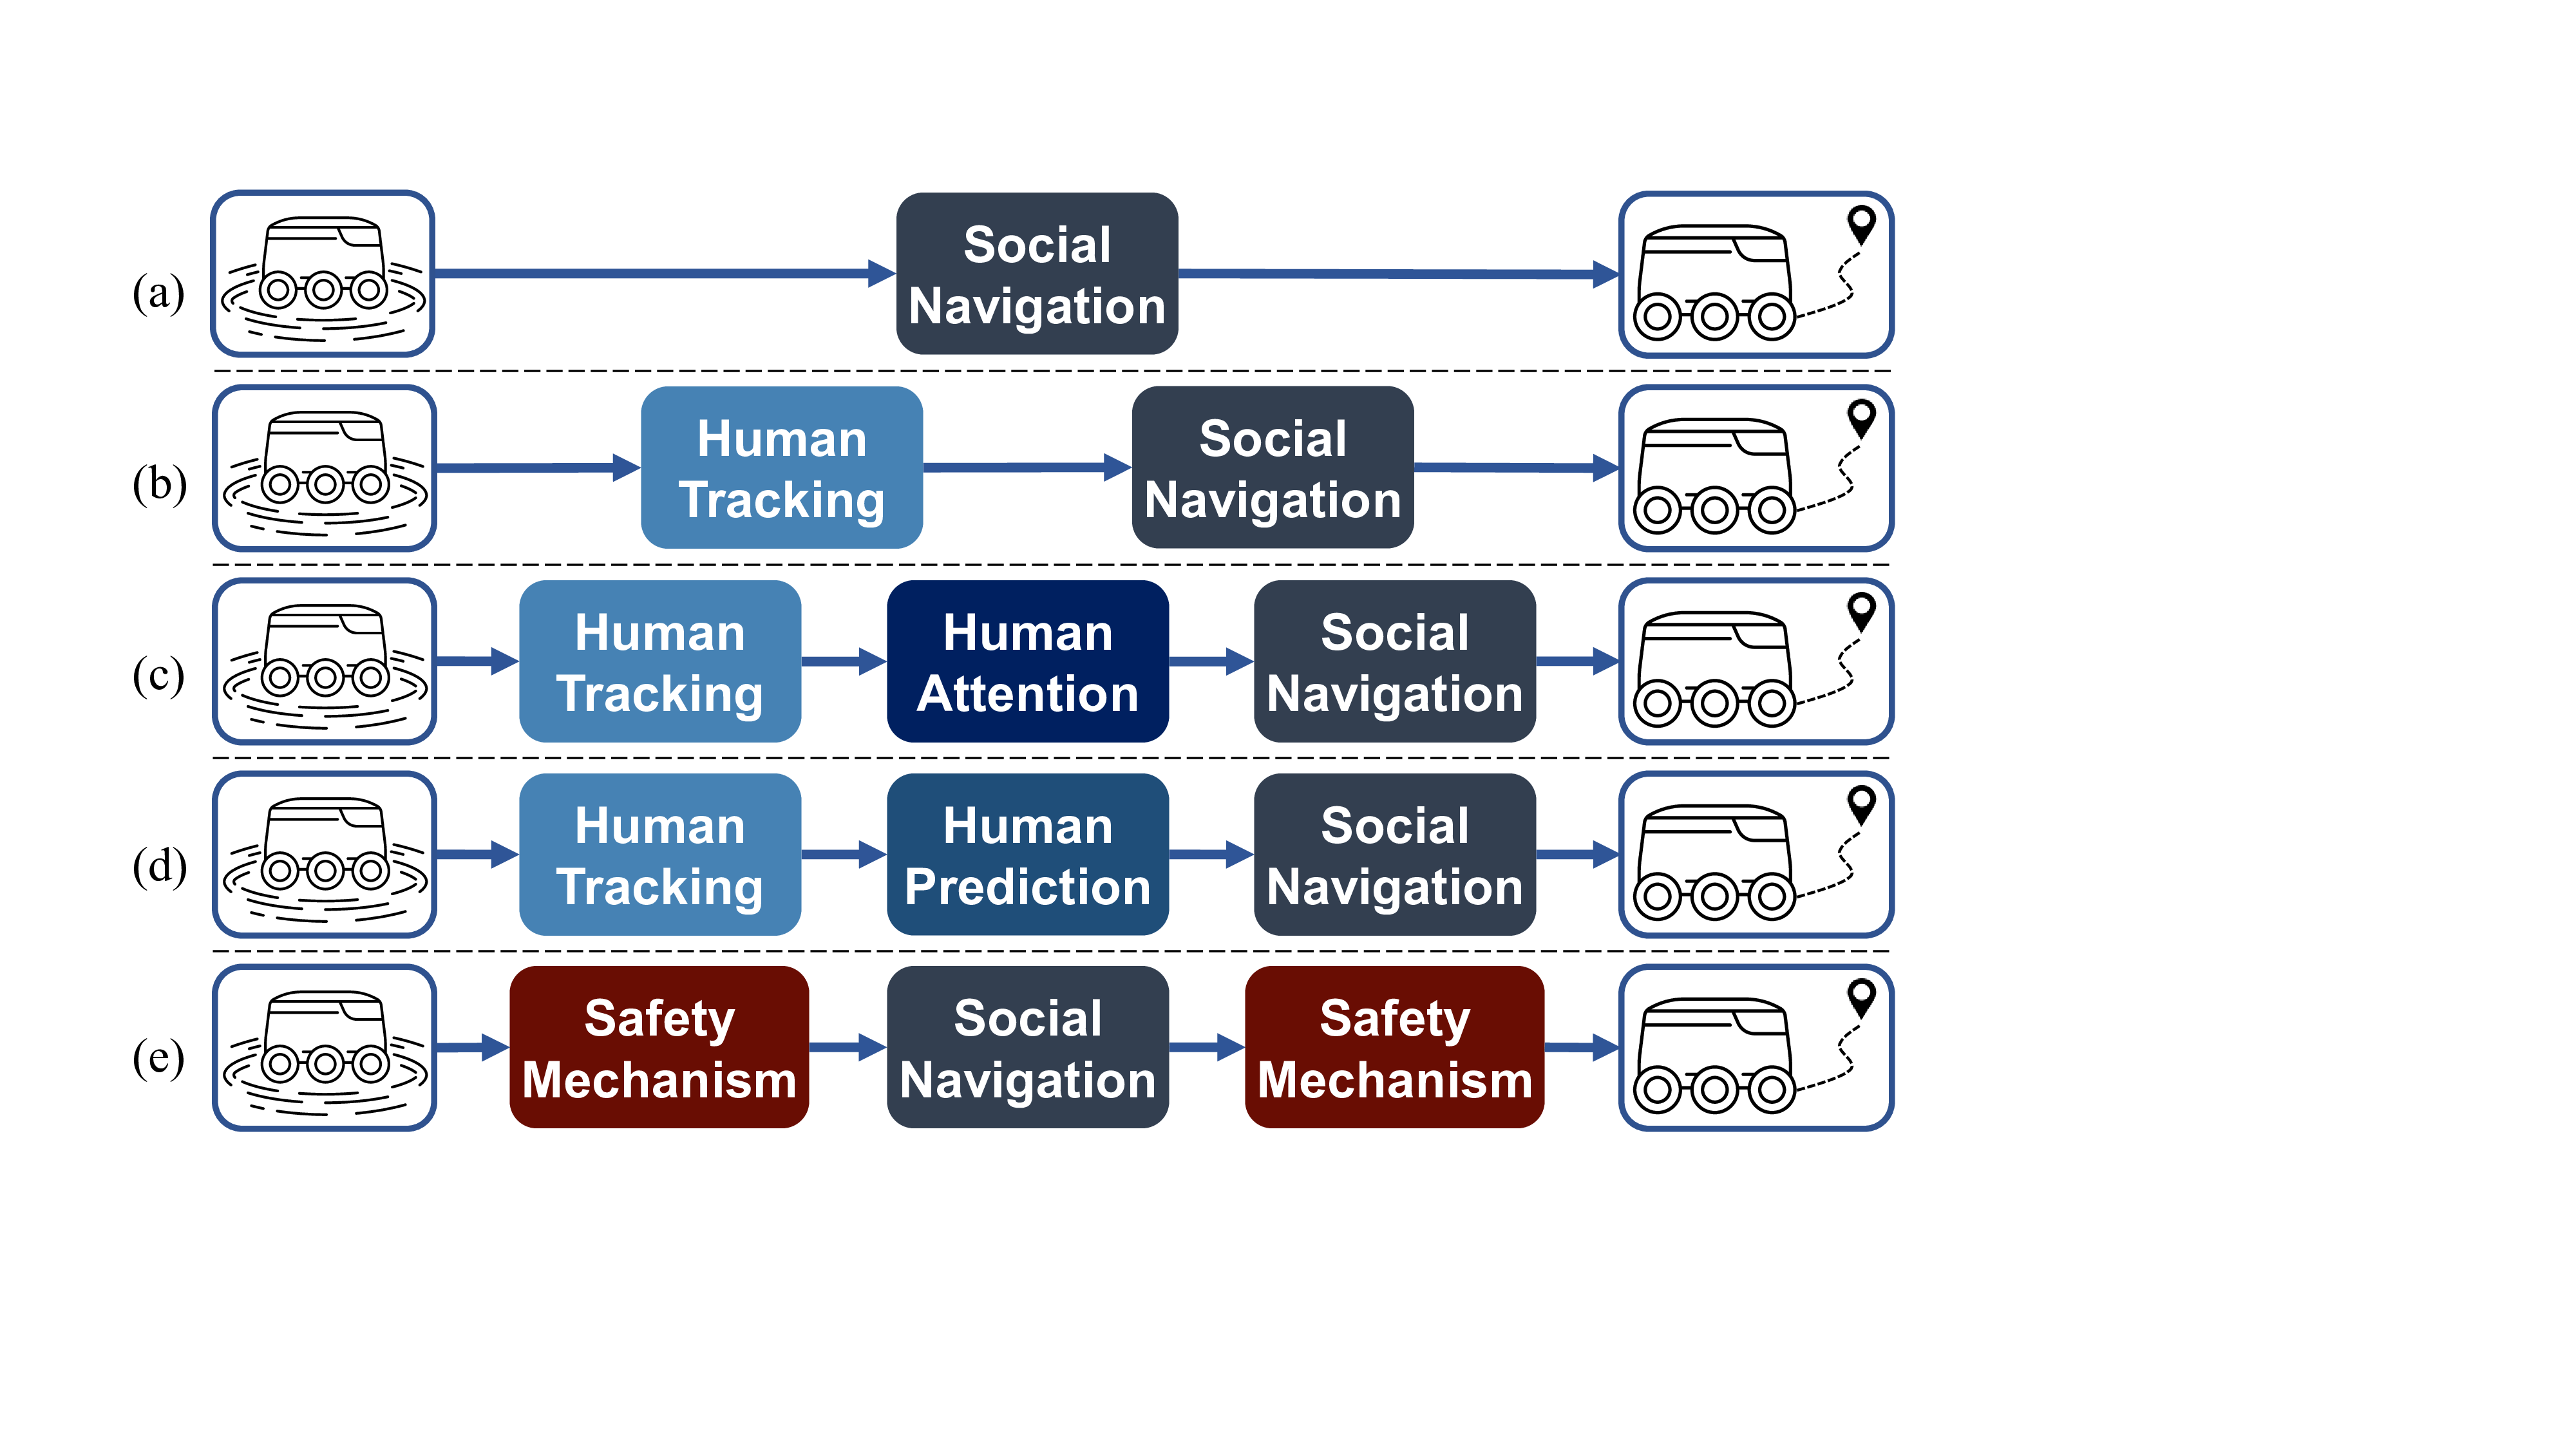 (a)
Social
Navigation
(b)
Human
Tracking
Social
Navigation
(c)
Human
Tracking
Human
Attention
Social
Navigation
(d)
Human
Tracking
Human
Prediction
Social
Navigation
(e)
Safety
Mechanism
Social
Navigation
Safety
Mechanism